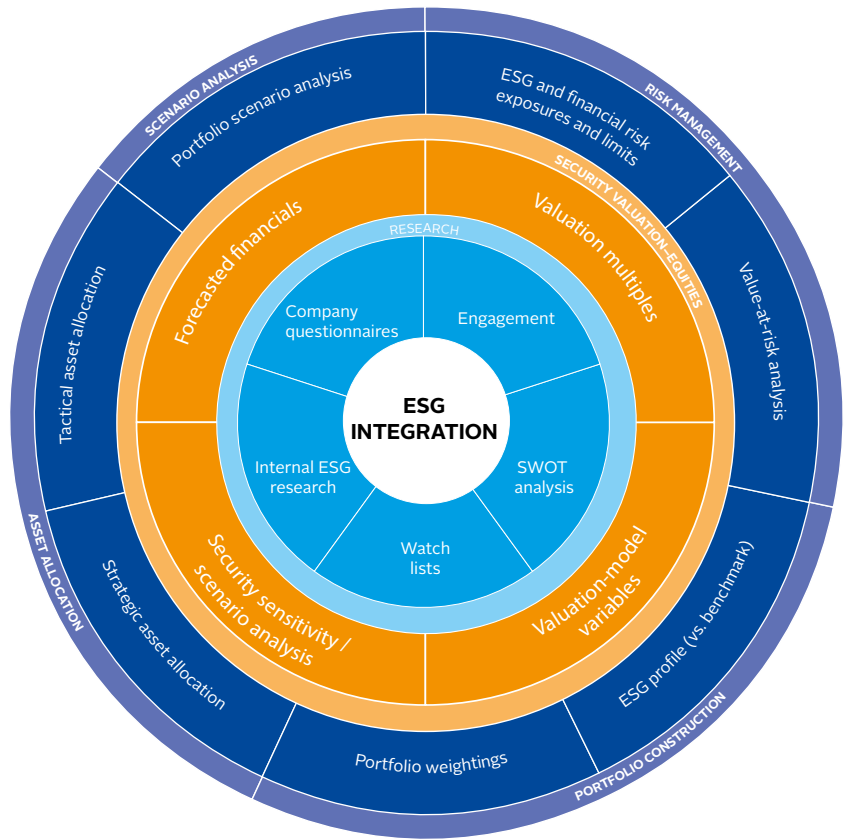 SCENARIO ANALYSIS
RISK MANAGEMENT
Portfolio scenario analysis
ESG and financial risk
exposures and limits
SECURITY VALUATION–EQUITIES
Forecasted financials
Valuation multiples
RESEARCH
Company
questionnaires
Engagement
Tactical asset allocation
Value-at-risk analysis
ESG
INTEGRATION
Internal ESG
research
SWOT
analysis
Watch
lists
ASSET ALLOCATION
Strategic asset allocation
Security sensitivity /
scenario analysis
Valuation-model
variables
ESG profile (vs. benchmark)
Portfolio weightings
PORTFOLIO CONSTRUCTION